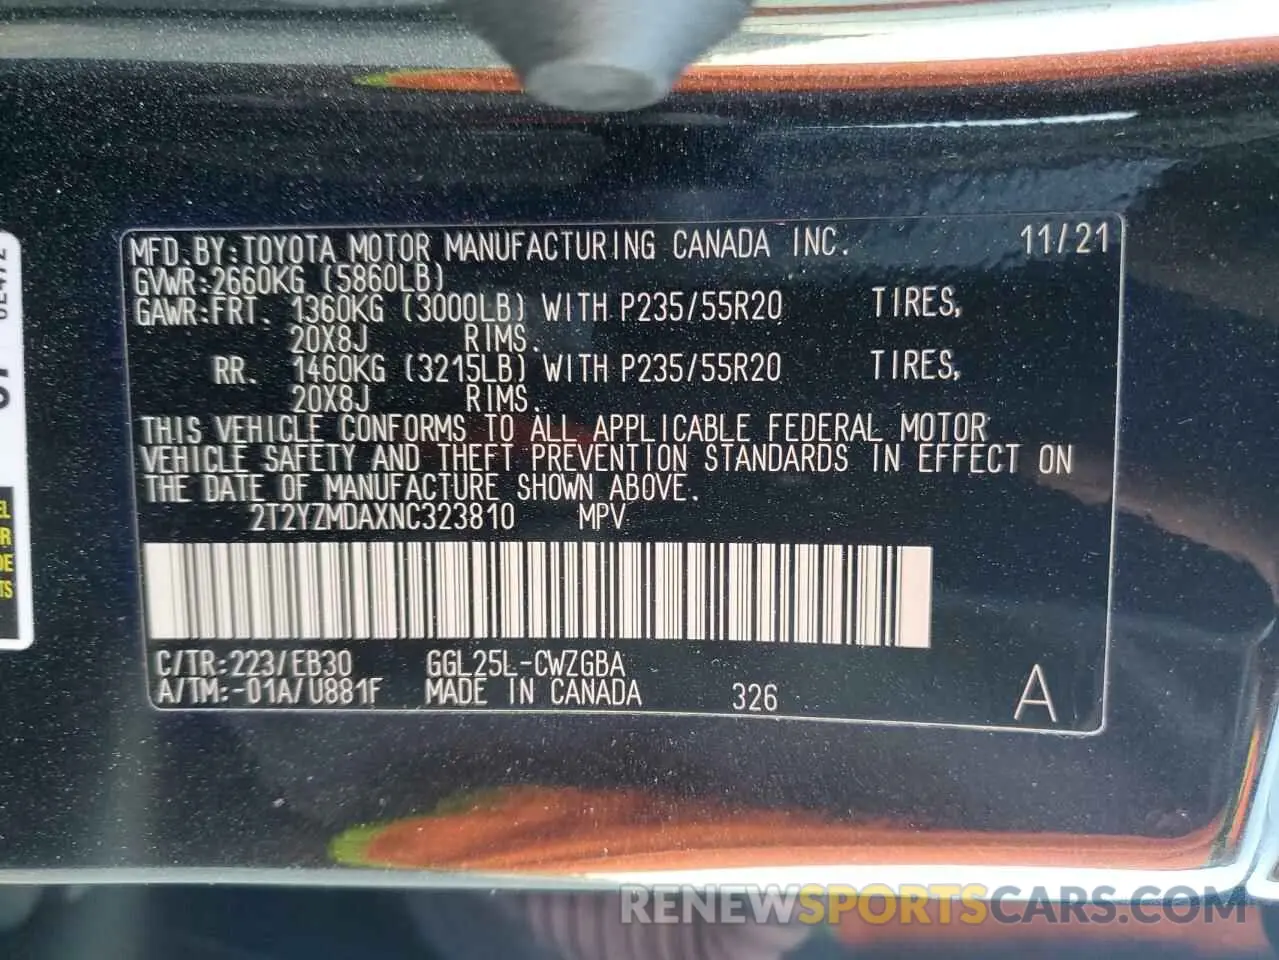 MFD.BY:TOYOTA MOTOR MANUFACTURING CANADA INC. 11/21
GVWR:2660KG (5860LB)
GAWR:FRT. 1360KG (3000LB) WITH P235/55R20 TIRES,
20X8J RIMS.
RR. 1460KG (3215LB) WITH P235/55R20 TIRES,
20X8J RIMS.
THIS VEHICLE CONFORMS TO ALL APPLICABLE FEDERAL MOTOR
VEHICLE SAFETY AND THEFT PREVENTION STANDARDS IN EFFECT ON
THE DATE OF MANUFACTURE SHOWN ABOVE.
2T2YZMDAXNC323810 MPV
C/TR:223/EB30 GGL25L-CWZGBA
A/TM:-01A/U881F MADE IN CANADA 326 A
RENEWSPORTSCARS.COM